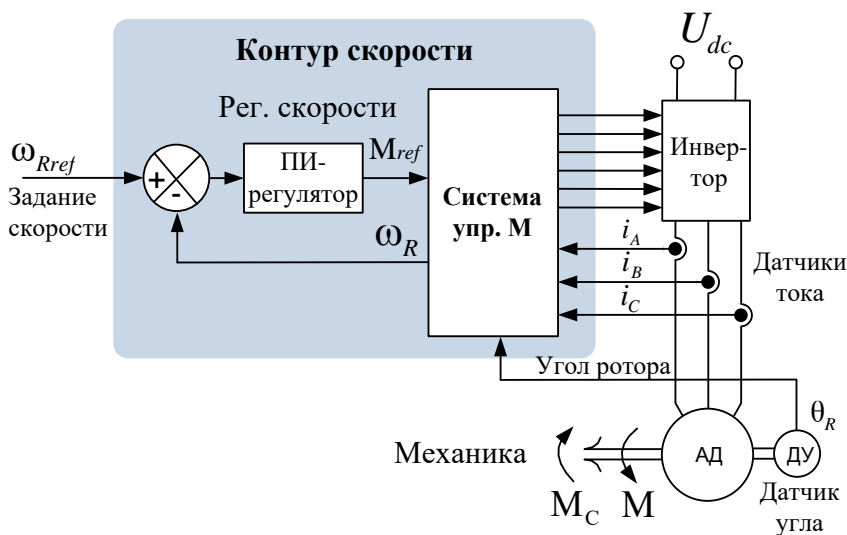 Контур скорости
U_dc
Рег. скорости
ω_Rref
M_ref
Задание
скорости
+
-
ПИ-
регулятор
Система
упр. М
Инвер-
тор
ω_R
i_A
i_B
i_C
Датчики
тока
Угол ротора
θ_R
Механика
АД
ДУ
M_C
M
Датчик
угла